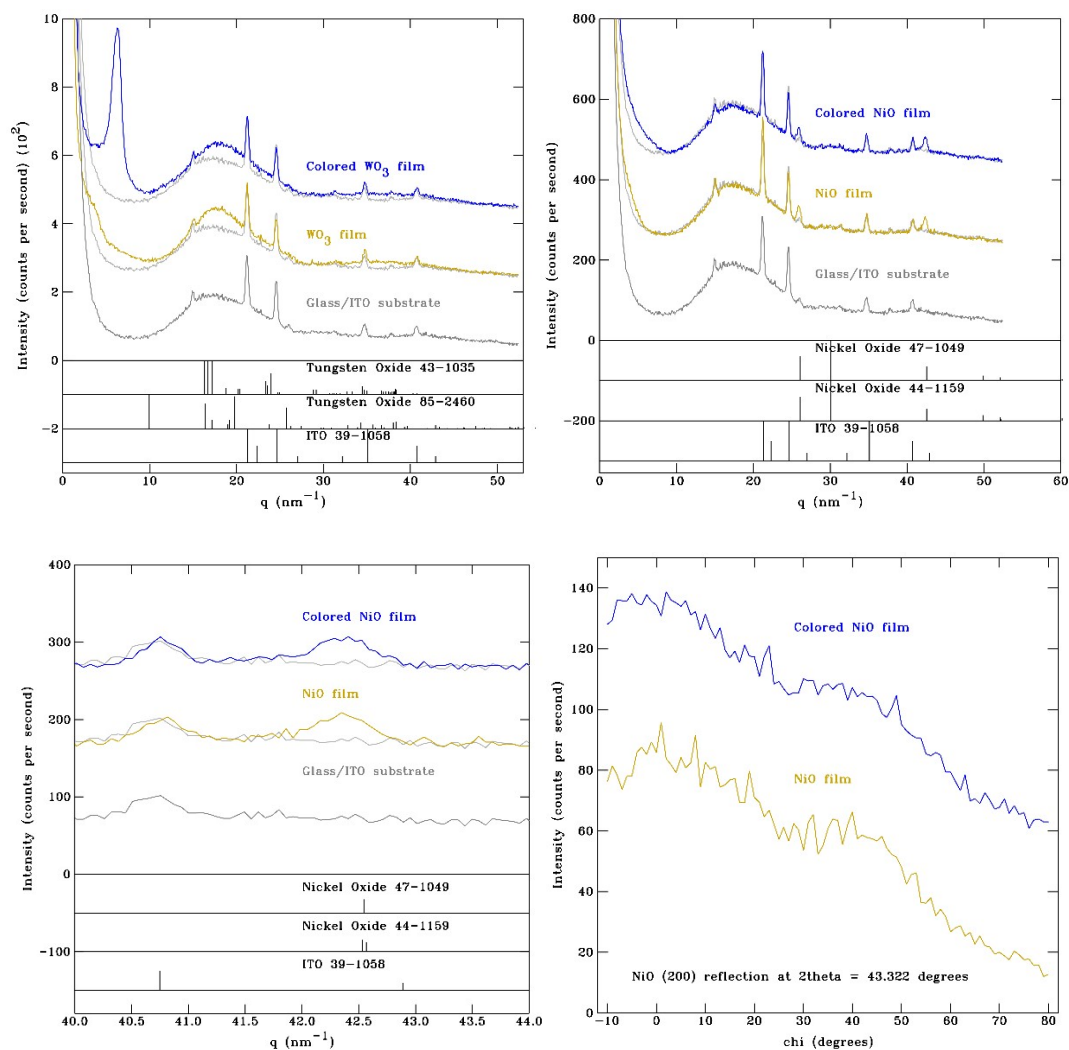 10
8
6
4
2
0
-2
Intensity (counts per second) (10²)
Colored WO₃ film
WO₃ film
Glass/ITO substrate
Tungsten Oxide 43-1035
Tungsten Oxide 85-2460
ITO 39-1058
0 10 20 30 40 50
q (nm⁻¹)
800
600
400
200
0
-200
Intensity (counts per second)
Colored NiO film
NiO film
Glass/ITO substrate
Nickel Oxide 47-1049
Nickel Oxide 44-1159
ITO 39-1058
0 10 20 30 40 50 60
q (nm⁻¹)
400
300
200
100
0
-100
Intensity (counts per second)
Colored NiO film
NiO film
Glass/ITO substrate
Nickel Oxide 47-1049
Nickel Oxide 44-1159
ITO 39-1058
40.0 40.5 41.0 41.5 42.0 42.5 43.0 43.5 44.0
q (nm⁻¹)
140
120
100
80
60
40
20
0
Intensity (counts per second)
Colored NiO film
NiO film
NiO (200) reflection at 2theta = 43.322 degrees
-10 0 10 20 30 40 50 60 70 80
chi (degrees)